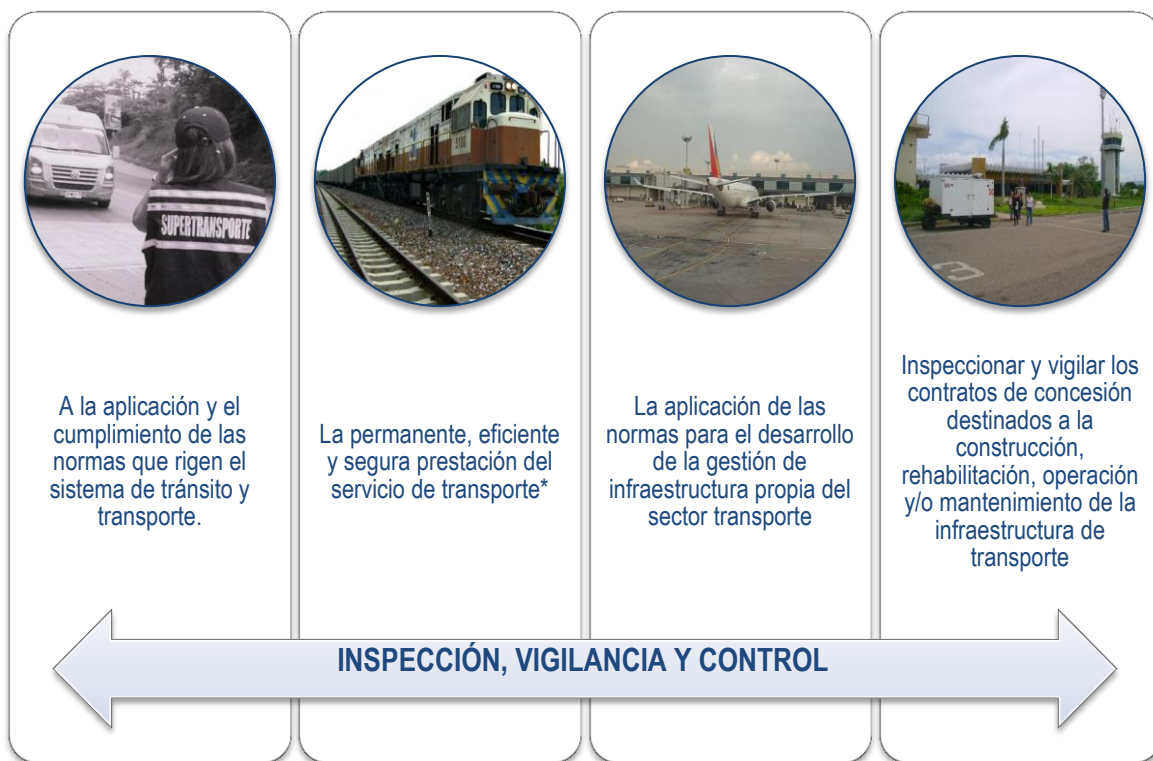 SUPERTRANSPORTE
A la aplicación y el
cumplimiento de las
normas que rigen el
sistema de tránsito y
transporte.
La permanente, eficiente
y segura prestación del
servicio de transporte*
La aplicación de las
normas para el desarrollo
de la gestión de
infraestructura propia del
sector transporte
Inspeccionar y vigilar los
contratos de concesión
destinados a la
construcción,
rehabilitación, operación
y/o mantenimiento de la
infraestructura de
transporte
INSPECCIÓN, VIGILANCIA Y CONTROL